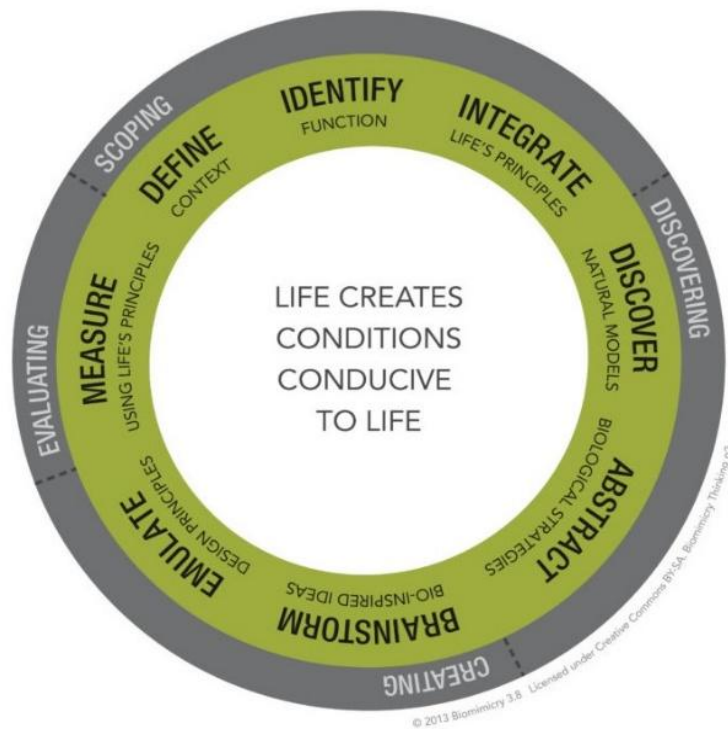 SCOPING
DEFINE
CONTEXT
IDENTIFY
FUNCTION
INTEGRATE
LIFE'S PRINCIPLES
DISCOVERING
DISCOVER
NATURAL MODELS
ABSTRACT
BIOLOGICAL STRATEGIES
CREATING
BRAINSTORM
BIO-INSPIRED IDEAS
EMULATE
DESIGN PRINCIPLES
EVALUATING
MEASURE
USING LIFE'S PRINCIPLES
LIFE CREATES
CONDITIONS
CONDUCIVE
TO LIFE
© 2013 Biomimicry 3.8 Licensed under Creative Commons BY-SA. Biomimicry Thinking